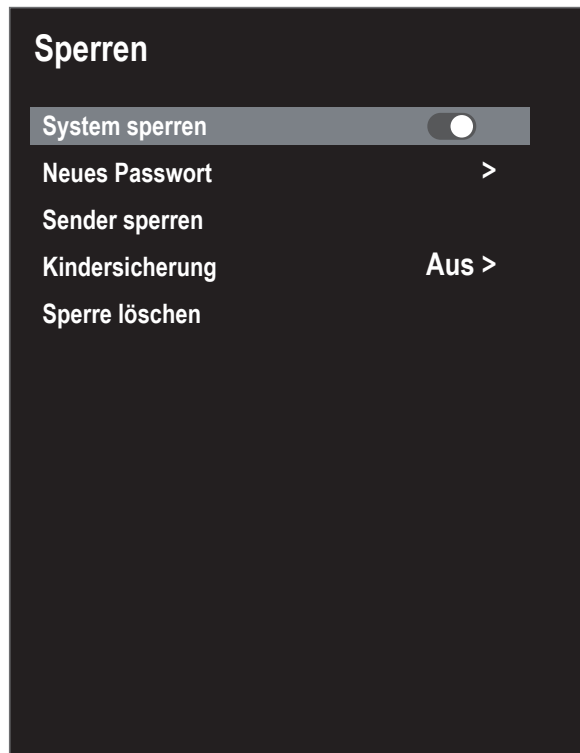 Sperren
System sperren
Neues Passwort >
Sender sperren
Kindersicherung Aus >
Sperre löschen